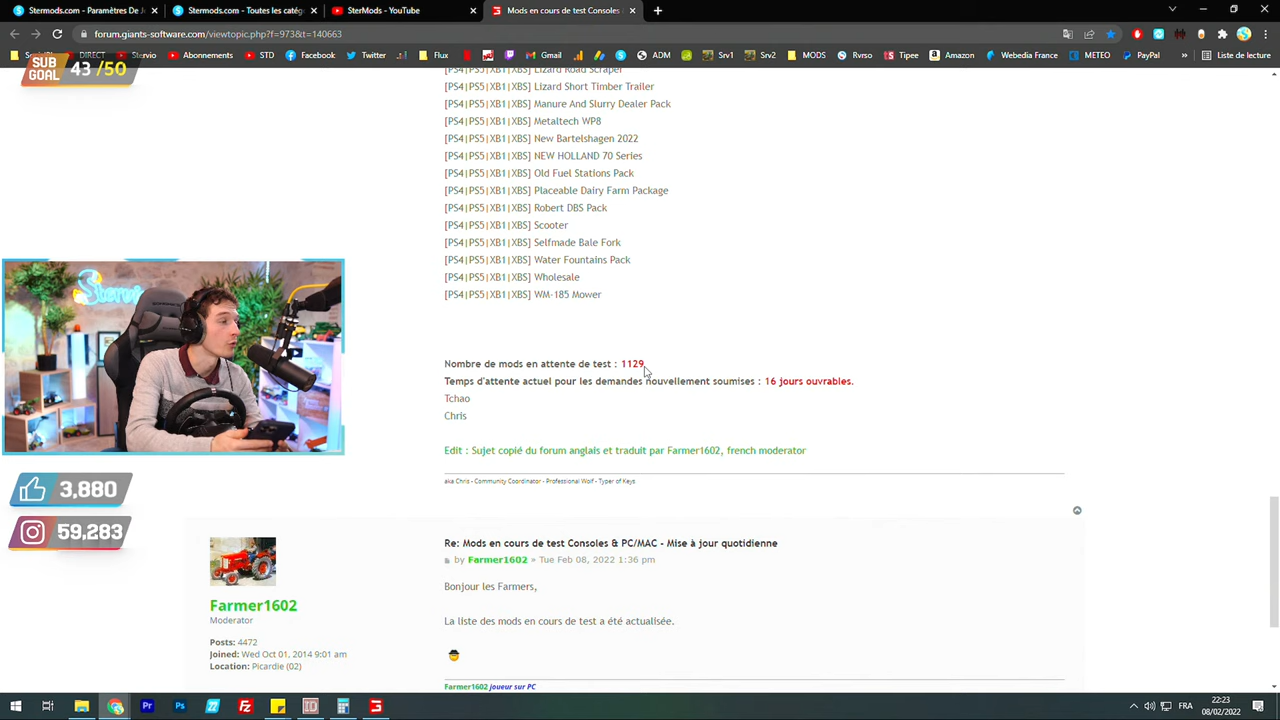 Stermods.com - Paramètres De J
Stermods.com - Toutes les catég
SterMods - YouTube
Mods en cours de test Consoles
forum.giants-software.com/viewtopic.php?f=973&t=140663
DIRECT
Stervio
Abonnements
STD
Facebook
Twitter
Flux
Gmail
ADM
Srv1
Srv2
MODS
Rvrso
Tipee
Amazon
Webedia France
METEO
PayPal
»
Liste de lecture
SUB
GOAL
43 /50
[PS4|PS5|XB1|XBS] Lizard Road Scraper
[PS4|PS5|XB1|XBS] Lizard Short Timber Trailer
[PS4|PS5|XB1|XBS] Manure And Slurry Dealer Pack
[PS4|PS5|XB1|XBS] Metaltech WP8
[PS4|PS5|XB1|XBS] New Bartelshagen 2022
[PS4|PS5|XB1|XBS] NEW HOLLAND 70 Series
[PS4|PS5|XB1|XBS] Old Fuel Stations Pack
[PS4|PS5|XB1|XBS] Placeable Dairy Farm Package
[PS4|PS5|XB1|XBS] Robert DBS Pack
[PS4|PS5|XB1|XBS] Scooter
[PS4|PS5|XB1|XBS] Selfmade Bale Fork
[PS4|PS5|XB1|XBS] Water Fountains Pack
[PS4|PS5|XB1|XBS] Wholesale
[PS4|PS5|XB1|XBS] WM-185 Mower
Nombre de mods en attente de test : 1129
Temps d'attente actuel pour les demandes nouvellement soumises : 16 jours ouvrables.
Tchao
Chris
Edit : Sujet copié du forum anglais et traduit par Farmer1602, french moderator
aka Chris - Community Coordinator - Professional Wolf - Typer of Keys
3,880
59,283
Re: Mods en cours de test Consoles & PC/MAC - Mise à jour quotidienne
by Farmer1602 » Tue Feb 08, 2022 1:36 pm
Bonjour les Farmers,
La liste des mods en cours de test a été actualisée.
Farmer1602 joueur sur PC
Farmer1602
Moderator
Posts: 4472
Joined: Wed Oct 01, 2014 9:01 am
Location: Picardie (02)
Pr
Ps
Fz
ID
FRA
22:23
08/02/2022